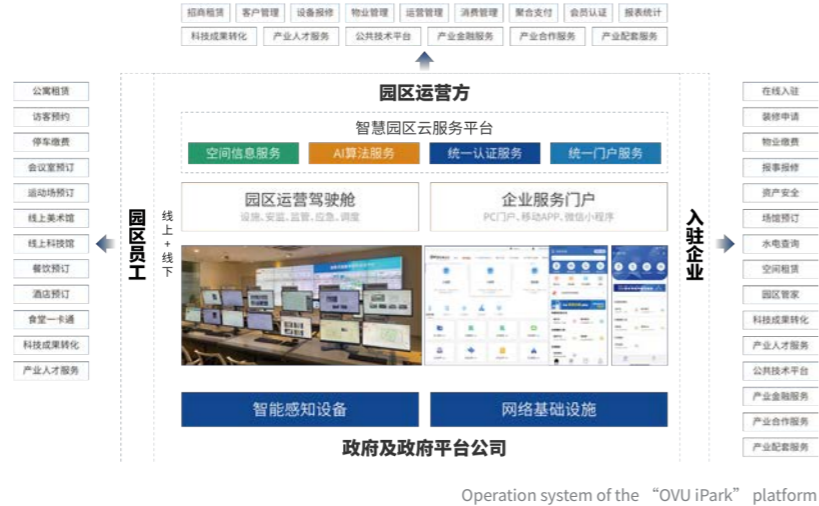 招商租赁 客户管理 设备报修 物业管理 运营管理 消费管理 聚合支付 会员认证 报表统计
科技成果转化 产业人才服务 公共技术平台 产业金融服务 产业合作服务 产业配套服务
园区运营方
智慧园区云服务平台
空间信息服务 AI算法服务 统一认证服务 统一门户服务
园区运营驾驶舱
设施、安监、监管、应急、调度
企业服务门户
PC门户、移动APP、微信小程序
线上+线下
园区员工
公寓租赁
访客预约
停车缴费
会议室预订
运动场预订
线上美术馆
线上科技馆
餐饮预订
酒店预订
食堂一卡通
科技成果转化
产业人才服务
入驻企业
在线入驻
装修申请
物业缴费
报事报修
资产安全
场馆预订
水电查询
空间租赁
园区管家
科技成果转化
产业人才服务
公共技术平台
产业金融服务
产业合作服务
产业配套服务
智能感知设备 网络基础设施
政府及政府平台公司
Operation system of the “OVU iPark” platform